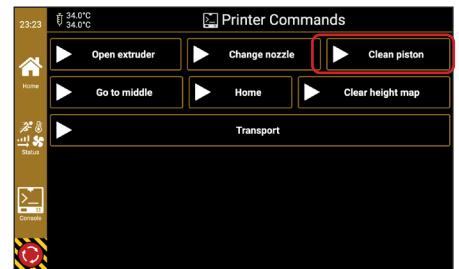 23:23
34.0°C
34.0°C
Printer Commands
Open extruder
Change nozzle
Clean piston
Home
Go to middle
Home
Clear height map
Transport
Status
Console